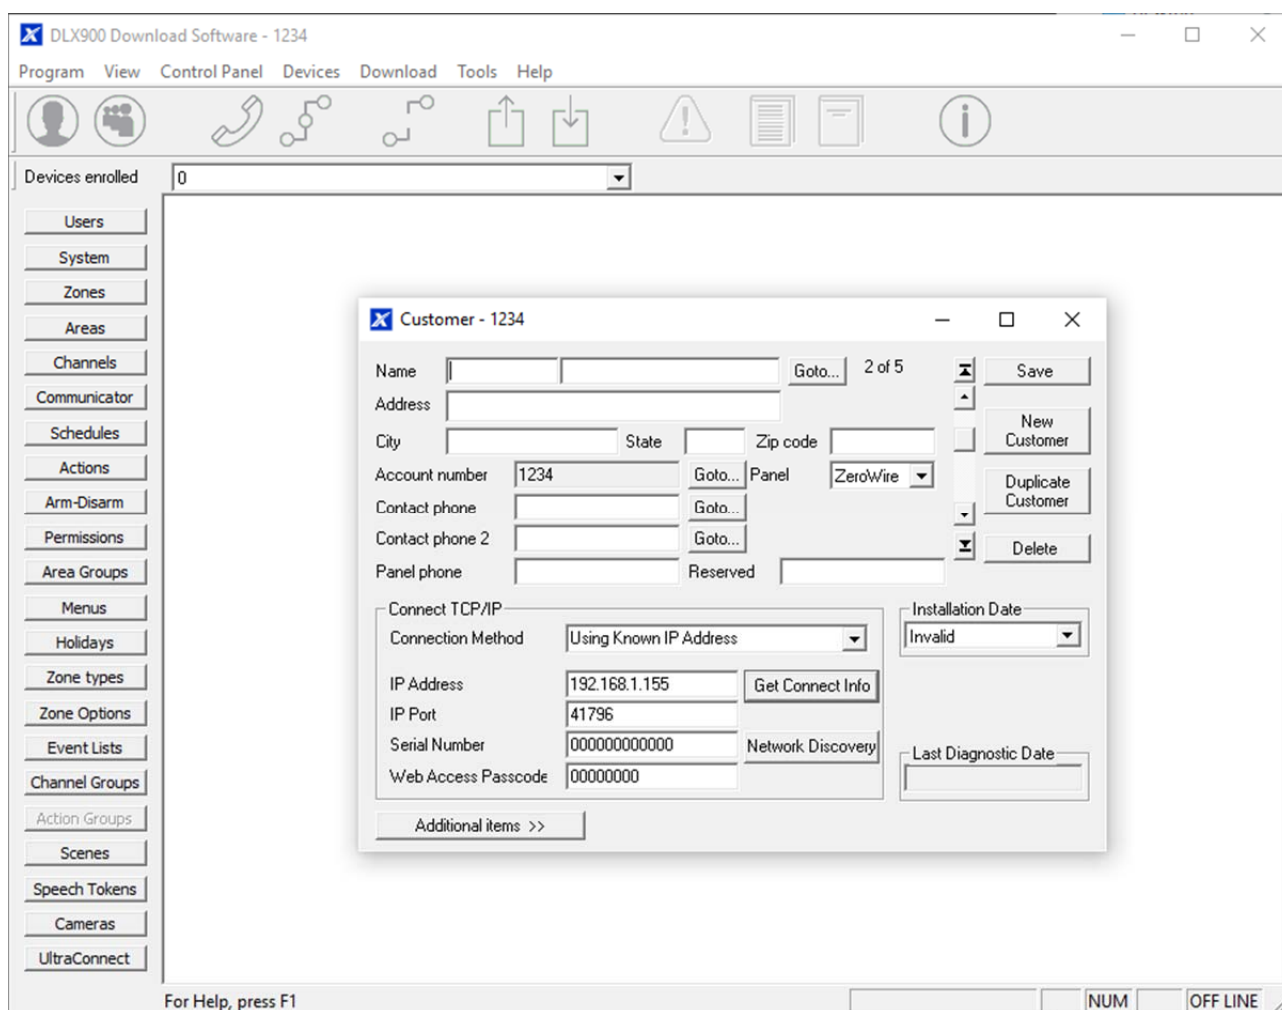 DLX900 Download Software - 1234
Program View Control Panel Devices Download Tools Help
Devices enrolled 0
Users
System
Zones
Areas
Channels
Communicator
Schedules
Actions
Arm-Disarm
Permissions
Area Groups
Menus
Holidays
Zone types
Zone Options
Event Lists
Channel Groups
Action Groups
Scenes
Speech Tokens
Cameras
UltraConnect
Customer - 1234
Name Goto... 2 of 5 Save
Address
New
Customer
City State Zip code
Account number 1234 Goto... Panel ZeroWire
Duplicate
Customer
Contact phone Goto...
Contact phone 2 Goto...
Delete
Panel phone Reserved
Connect TCP/IP
Connection Method Using Known IP Address
IP Address 192.168.1.155 Get Connect Info
IP Port 41796
Serial Number 000000000000 Network Discovery
Web Access Passcode 00000000
Installation Date
Invalid
Last Diagnostic Date
Additional items >>
For Help, press F1 NUM OFF LINE